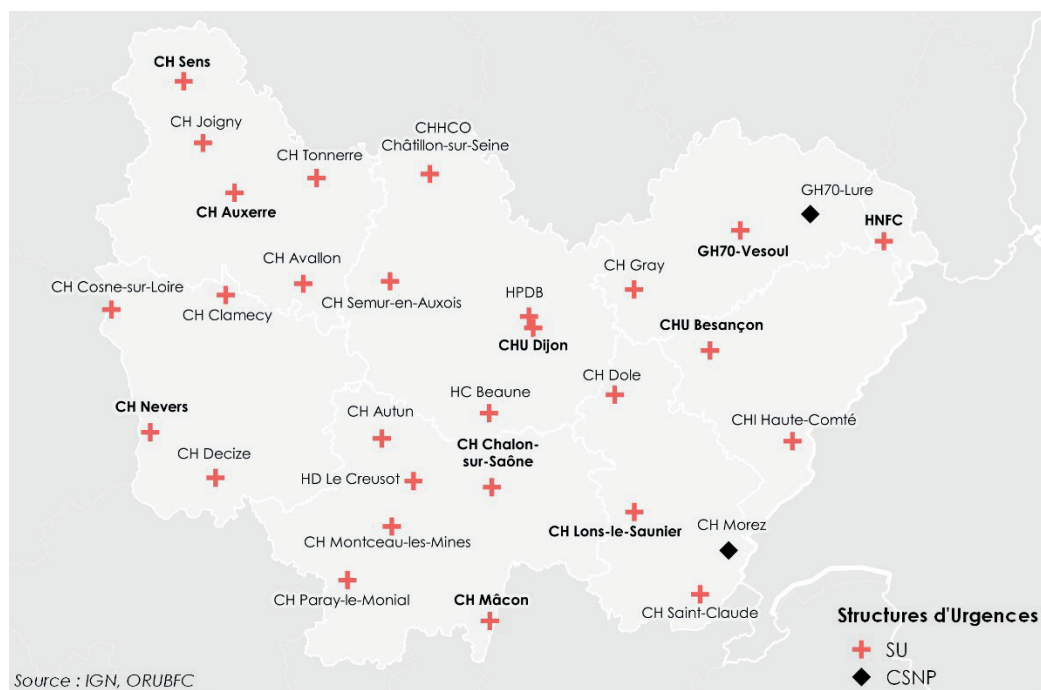 CH Sens
CH Joigny
CHHCO
Châtillon-sur-Seine
CH Tonnerre
GH70-Lure
CH Auxerre
HNFC
GH70-Vesoul
CH Avallon
CH Gray
CH Cosne-sur-Loire
CH Clamecy
CH Semur-en-Auxois
HPDB
CHU Dijon
CHU Besançon
CH Dole
HC Beaune
CH Nevers
CH Autun
CHI Haute-Comté
CH Chalon-
sur-Saône
CH Decize
HD Le Creusot
CH Lons-le-Saunier
CH Morez
CH Montceau-les-Mines
CH Paray-le-Monial
CH Mâcon
CH Saint-Claude
Structures d'Urgences
SU
CSNP
Source : IGN, ORUBFC